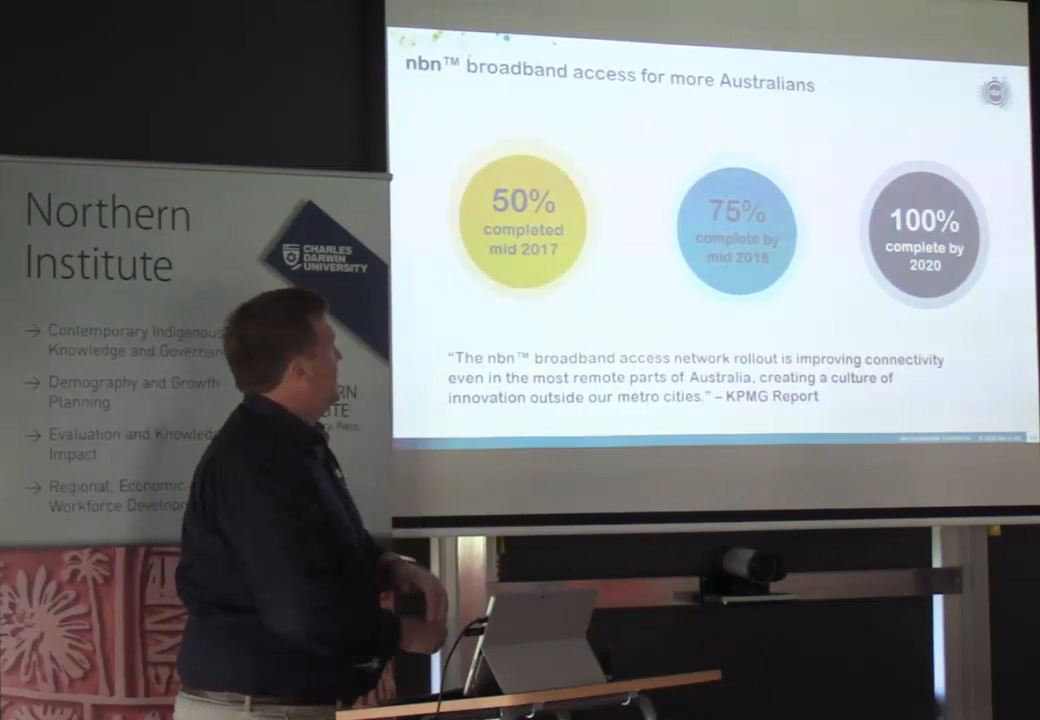 Northern
Institute
→ Contemporary Indigenous
Knowledge and Governan
→ Demography and Growth
Planning
→ Evaluation and Knowled
Impact
→ Regional, Economic
Workforce Develop
CHARLES
DARWIN
UNIVERSITY
RN
TE
nbn™ broadband access for more Australians
50%
completed
mid 2017
75%
complete by
mid 2018
100%
complete by
2020
“The nbn™ broadband access network rollout is improving connectivity
even in the most remote parts of Australia, creating a culture of
innovation outside our metro cities.” – KPMG Report